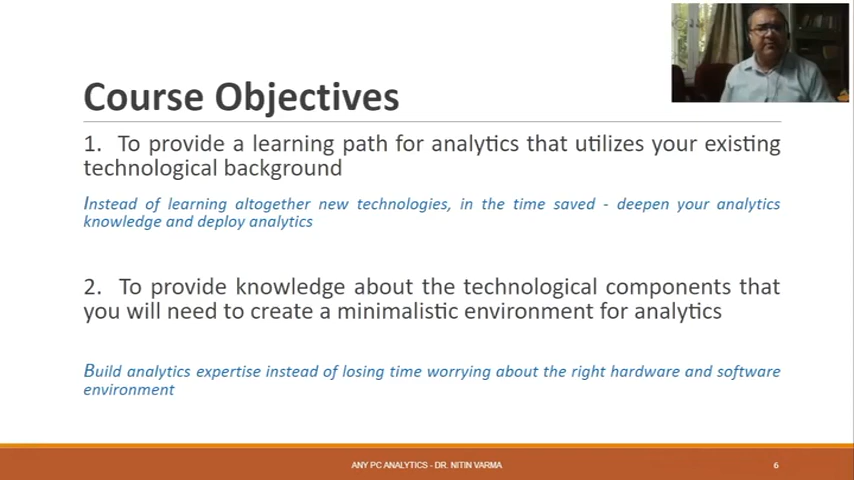 Course Objectives
1. To provide a learning path for analytics that utilizes your existing
technological background
Instead of learning altogether new technologies, in the time saved - deepen your analytics
knowledge and deploy analytics
2. To provide knowledge about the technological components that
you will need to create a minimalistic environment for analytics
Build analytics expertise instead of losing time worrying about the right hardware and software
environment
ANY PC ANALYTICS - DR. NITIN VARMA
6